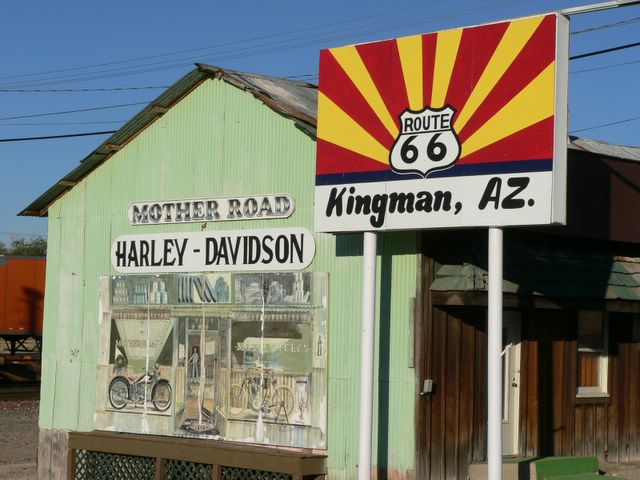 ROUTE
66
Kingman, AZ.
MOTHER ROAD
HARLEY-DAVIDSON